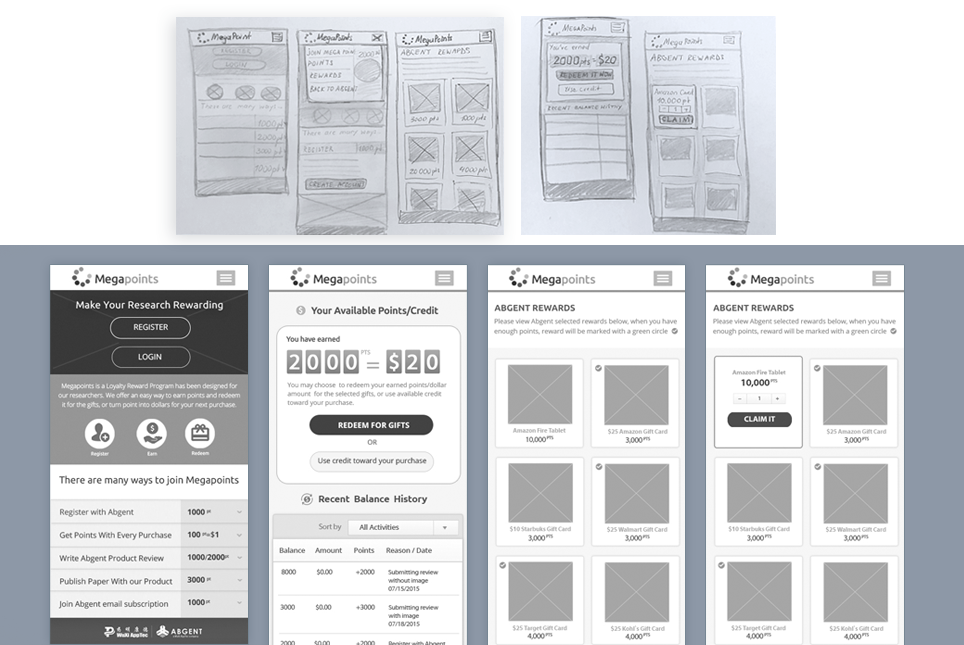 MegaPoint
REGISTER
LOGIN
These are many ways..
1000pt
2000pt
3000pt
MegaPoints
JOIN MEGA POIN
2000
POINTS
REWARDS
BACK TO ABGENT
These are many ways..
REGISTER
CREATE ACCOUNT
MegaPoints
ABGENT REWARDS
3000 pts
1000 pts
20 000 pts
4000 pts
MegaPoints
You've earned
2000pts=$20
REDEEM IT NOW
Use Credit
RECENT BALANCE HISTORY
Mega Points
ABGENT REWARDS
Amazon Card
10,000 pt
- 1 +
CLAIM
Megapoints
Make Your Research Rewarding
REGISTER
LOGIN
Megapoints is a Loyalty Reward Program has been designed for
our researchers. We offer an easy way to earn points and redeem
it for the gifts, or turn point into dollars for your next purchase.
Register Earn Redeem
There are many ways to join Megapoints
Register with Abgent 1000 pt
Get Points With Every Purchase 100 Pts=$1
Write Abgent Product Review 1000/2000pt
Publish Paper With our Product 3000 pt
Join Abgent email subscription 1000 pt
WuXi AppTec ABGENT
Megapoints
Your Available Points/Credit
You have earned
2000 PTS = $20
You may choose to redeem your earned points/dollar
amount for the selected gifts, or use available credit
toward your purchase.
REDEEM FOR GIFTS
OR
Use credit toward your purchase
Recent Balance History
Sort by All Activities
Balance Amount Points Reason / Date
8000 $0.00 +2000 Submitting review
without image
07/15/2015
3000 $0.00 +3000 Submitting review
with image
07/18/2015
2000 $0.00 +2000 Register with Abgent
Megapoints
ABGENT REWARDS
Please view Abgent selected rewards below, when you have
enough points, reward will be marked with a green circle
Amazon Fire Tablet
10,000 PTS
$25 Amazon Gift Card
3,000 PTS
$10 Starbuks Gift Card
3,000 PTS
$25 Walmart Gift Card
3,000 PTS
$25 Target Gift Card
4,000 PTS
$25 Kohl's Gift Card
4,000 PTS
Megapoints
ABGENT REWARDS
Please view Abgent selected rewards below, when you have
enough points, reward will be marked with a green circle
Amazon Fire Tablet
10,000 PTS
- 1 +
CLAIM IT
$25 Amazon Gift Card
3,000 PTS
$10 Starbuks Gift Card
3,000 PTS
$25 Walmart Gift Card
3,000 PTS
$25 Target Gift Card
4,000 PTS
$25 Kohl's Gift Card
4,000 PTS